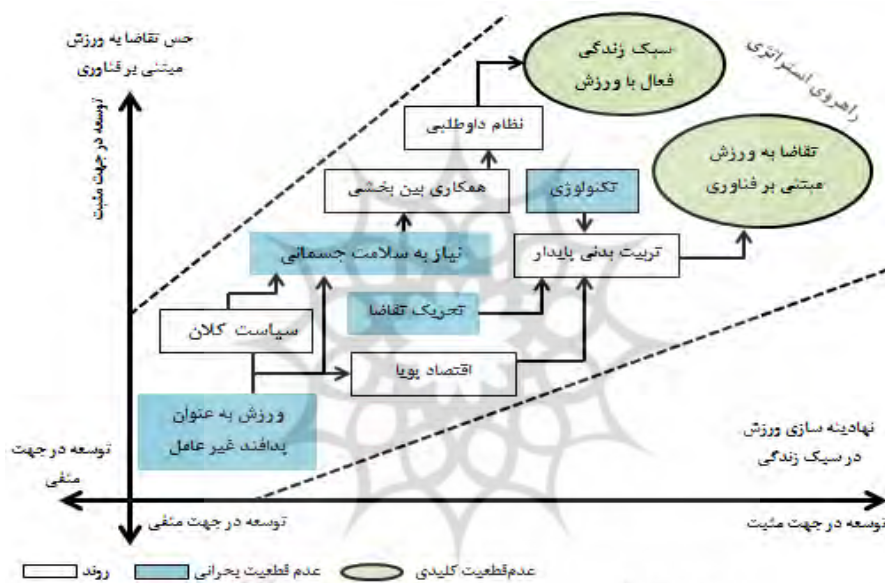 حس تقاضا به ورزش
مبتنی بر فناوری
توسعه در جهت مثبت
سبک زندگی
فعال با ورزش
راهروی استراتژی
نظام داوطلبی
تقاضا به ورزش
مبتنی بر فناوری
همکاری بین بخشی
تکنولوژی
نیاز به سلامت جسمانی
تربیت بدنی پایدار
تحریک تقاضا
سیاست کلان
اقتصاد پویا
ورزش به عنوان
پدافند غیر عامل
نهادینه سازی ورزش
در سبک زندگی
توسعه در جهت
منفی
توسعه در جهت منفی
توسعه در جهت مثبت
عدم‌قطعیت کلیدی
عدم قطعیت بحرانی
روند